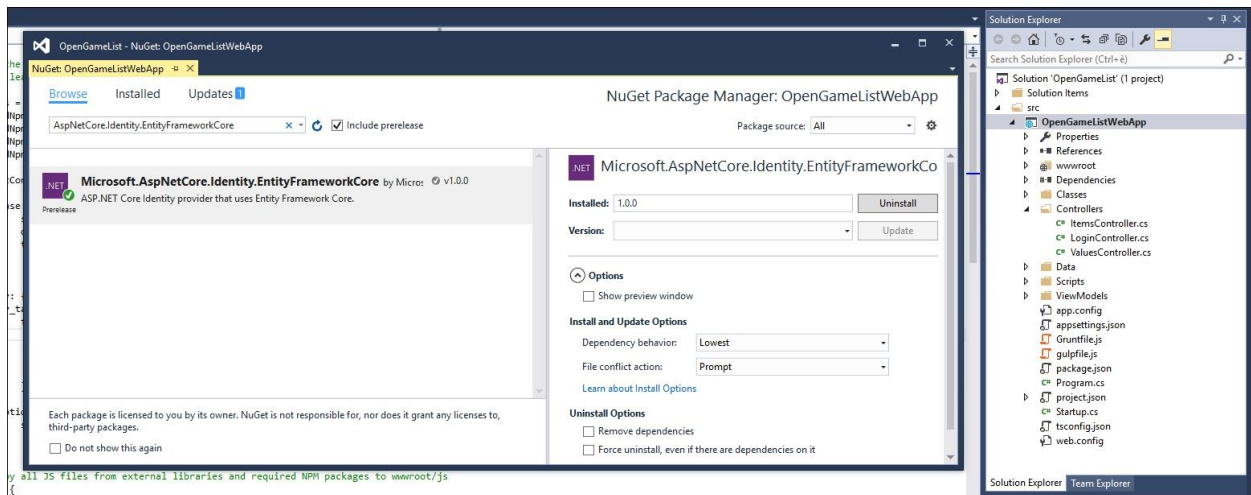 Solution Explorer
OpenGameList - NuGet: OpenGameListWebApp
NuGet: OpenGameListWebApp
Search Solution Explorer (Ctrl+è)
Browse Installed Updates 1
NuGet Package Manager: OpenGameListWebApp
AspNetCore.Identity.EntityFrameworkCore
Include prerelease
Package source: All
.NET
Microsoft.AspNetCore.Identity.EntityFrameworkCore by Micro: v1.0.0
ASP.NET Core Identity provider that uses Entity Framework Core.
Prerelease
.NET
Microsoft.AspNetCore.Identity.EntityFrameworkCo
Installed: 1.0.0 Uninstall
Version: Update
Options
Show preview window
Install and Update Options
Dependency behavior: Lowest
File conflict action: Prompt
Learn about Install Options
Uninstall Options
Remove dependencies
Force uninstall, even if there are dependencies on it
Each package is licensed to you by its owner. NuGet is not responsible for, nor does it grant any licenses to,
third-party packages.
Do not show this again
Solution 'OpenGameList' (1 project)
Solution Items
src
OpenGameListWebApp
Properties
References
wwwroot
Dependencies
Classes
Controllers
C# ItemsController.cs
C# LoginController.cs
C# ValuesController.cs
Data
Scripts
ViewModels
app.config
appsettings.json
Gruntfile.js
gulpfile.js
package.json
C# Program.cs
project.json
C# Startup.cs
tsconfig.json
web.config
all JS files from external libraries and required NPM packages to wwwroot/js
{
Solution Explorer Team Explorer